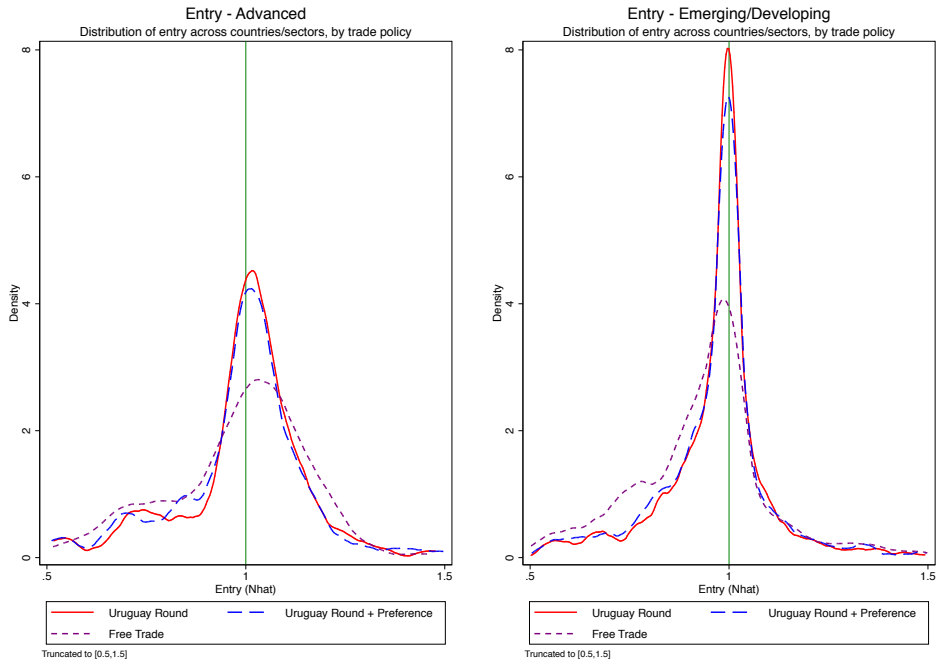 Entry - Advanced
Distribution of entry across countries/sectors, by trade policy
8
6
4
2
0
Density
.5
1
1.5
Entry (Nhat)
Uruguay Round
Uruguay Round + Preference
Free Trade
Truncated to [0.5,1.5]
Entry - Emerging/Developing
Distribution of entry across countries/sectors, by trade policy
8
6
4
2
0
Density
.5
1
1.5
Entry (Nhat)
Uruguay Round
Uruguay Round + Preference
Free Trade
Truncated to [0.5,1.5]